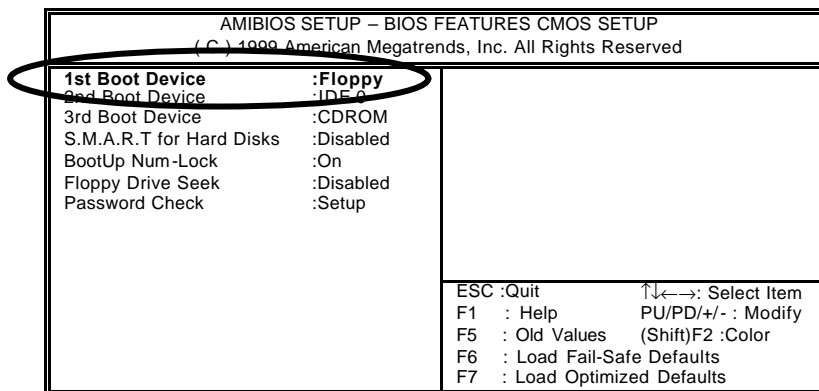 AMIBIOS SETUP – BIOS FEATURES CMOS SETUP
( C ) 1999 American Megatrends, Inc. All Rights Reserved
1st Boot Device :Floppy
2nd Boot Device :IDE-0
3rd Boot Device :CDROM
S.M.A.R.T for Hard Disks :Disabled
BootUp Num-Lock :On
Floppy Drive Seek :Disabled
Password Check :Setup
ESC :Quit ↑↓←→: Select Item
F1 : Help PU/PD/+/- : Modify
F5 : Old Values (Shift)F2 :Color
F6 : Load Fail-Safe Defaults
F7 : Load Optimized Defaults